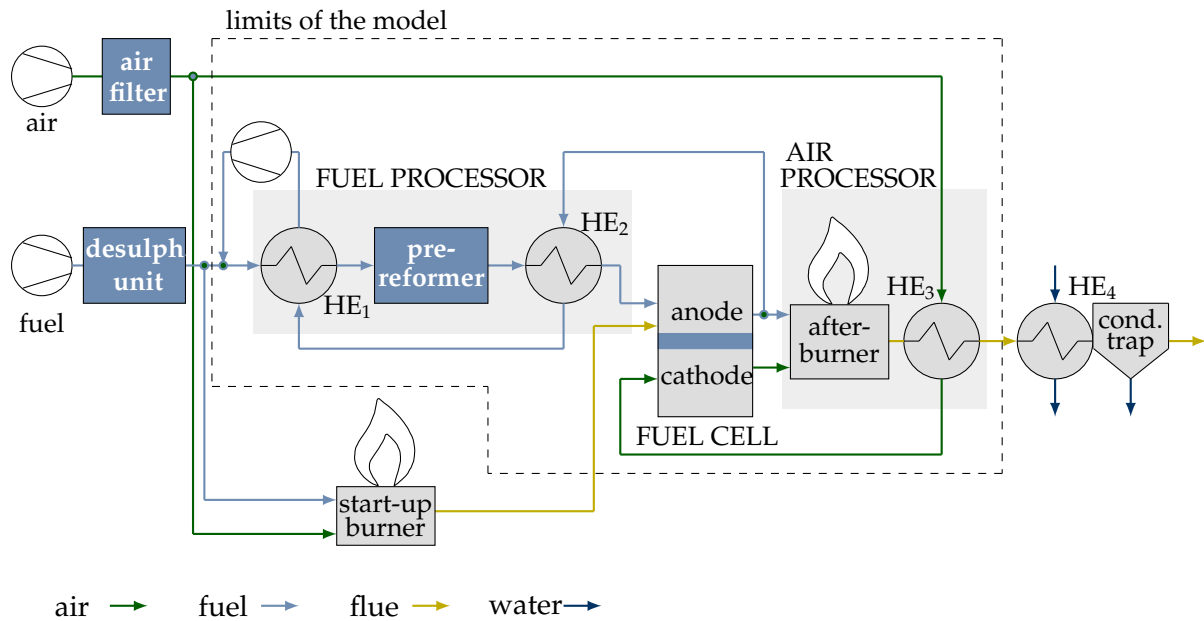 limits of the model
air
filter
air
AIR
PROCESSOR
FUEL PROCESSOR
desulph
unit
fuel
HE1
pre-
reformer
HE2
anode
cathode
FUEL CELL
after-
burner
HE3
HE4
cond.
trap
start-up
burner
air
fuel
flue
water